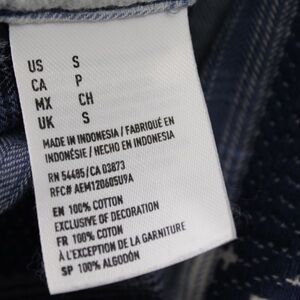 US S
CA P
MX CH
UK S
MADE IN INDONESIA / FABRIQUÉ EN
INDONÉSIE / HECHO EN INDONESIA
RN 54485/CA 03873
RFC# AEM120605U9A
EN 100% COTTON
EXCLUSIVE OF DECORATION
FR 100% COTON
À L'EXCEPTION DE LA GARNITURE
SP 100% ALGODÓN